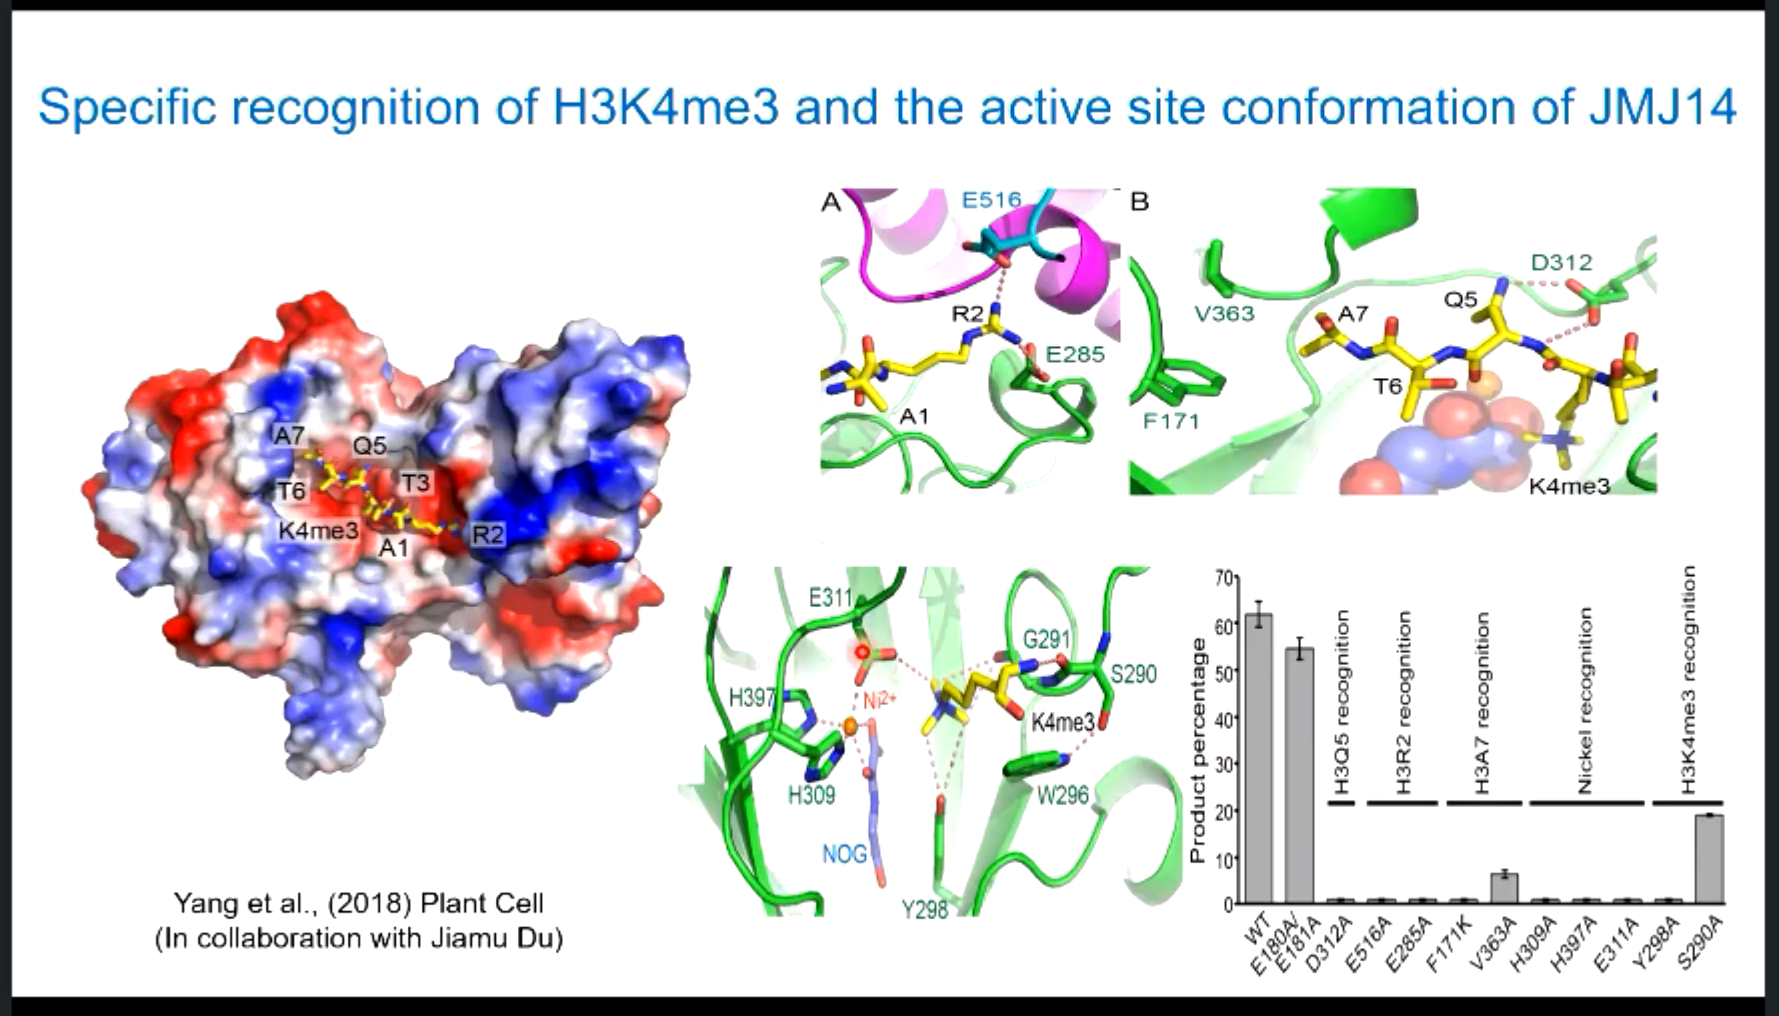 Specific recognition of H3K4me3 and the active site conformation of JMJ14
A7
Q5
T6
T3
K4me3
A1
R2
Yang et al., (2018) Plant Cell
(In collaboration with Jiamu Du)
A
E516
R2
E285
A1
B
D312
Q5
V363
A7
T6
F171
K4me3
E311
G291
S290
H397
Ni2+
K4me3
H309
W296
NOG
Y298
Product percentage
70
60
50
40
30
20
10
0
H3Q5 recognition
H3R2 recognition
H3A7 recognition
Nickel recognition
H3K4me3 recognition
WT
E180A/
E181A
D312A
E516A
E285A
F171K
V363A
H309A
H397A
E311A
Y298A
S290A